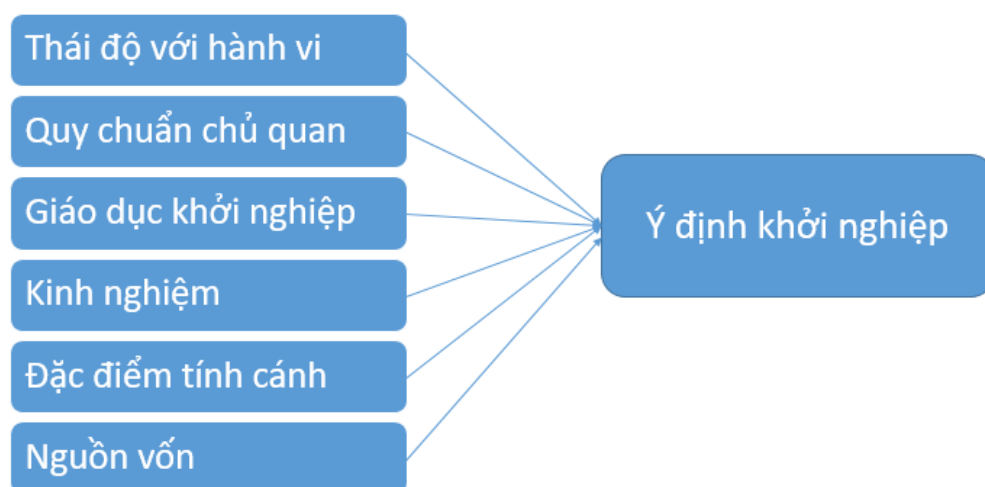 Thái độ với hành vi
Quy chuẩn chủ quan
Giáo dục khởi nghiệp
Kinh nghiệm
Đặc điểm tính cánh
Nguồn vốn
Ý định khởi nghiệp